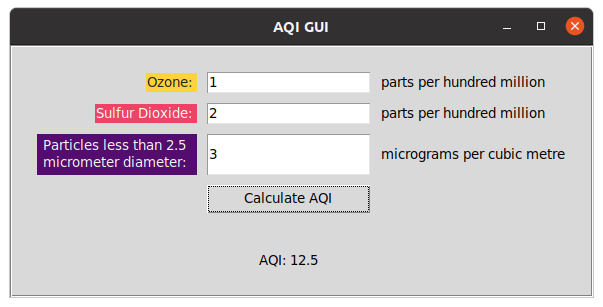 AQI GUI
Ozone: 1 parts per hundred million
Sulfur Dioxide: 2 parts per hundred million
Particles less than 2.5
micrometer diameter: 3 micrograms per cubic metre
Calculate AQI
AQI: 12.5